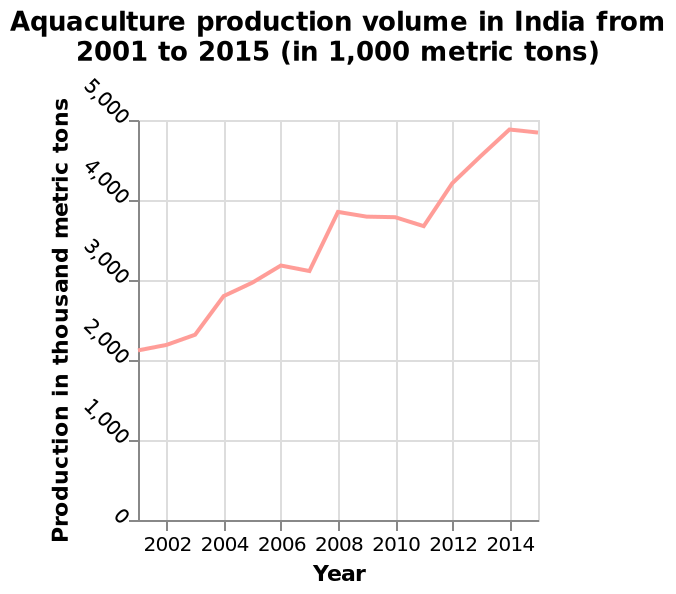 Aquaculture production volume in India from
2001 to 2015 (in 1,000 metric tons)
Production in thousand metric tons
5,000
4,000
3,000
2,000
1,000
0
2002 2004 2006 2008 2010 2012 2014
Year